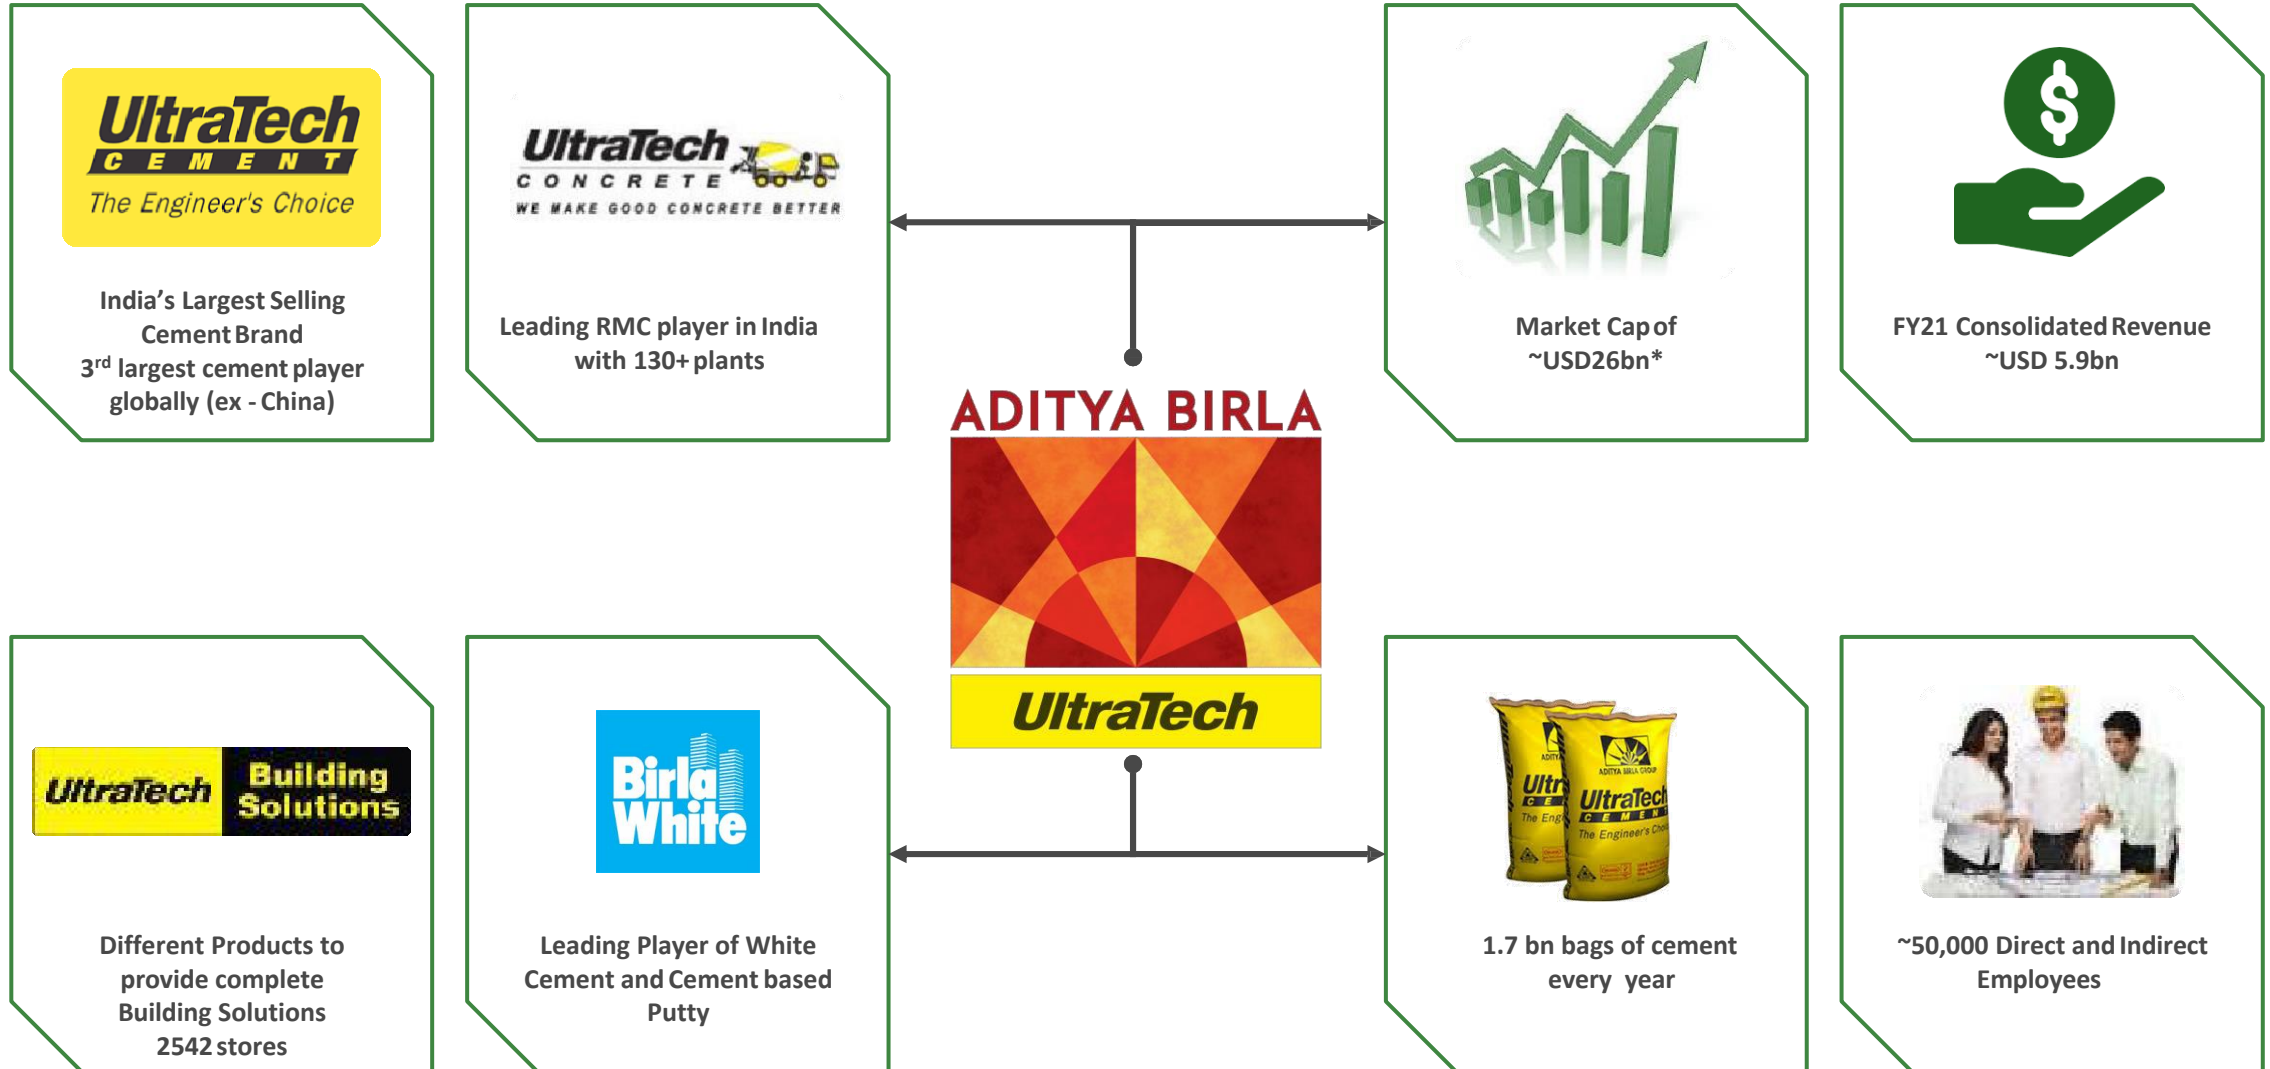 UltraTech
CEMENT
The Engineer's Choice
India's Largest Selling
Cement Brand
3rd largest cement player
globally (ex - China)
UltraTech
CONCRETE
WE MAKE GOOD CONCRETE BETTER
Leading RMC player in India
with 130+ plants
Market Cap of
~USD26bn*
$
FY21 Consolidated Revenue
~USD 5.9bn
ADITYA BIRLA
UltraTech
UltraTech
Building
Solutions
Different Products to
provide complete
Building Solutions
2542 stores
Birla
White
Leading Player of White
Cement and Cement based
Putty
ADITYA BIRLA GROUP
UltraTech
CEMENT
The Engineer's Choice
1.7 bn bags of cement
every year
~50,000 Direct and Indirect
Employees